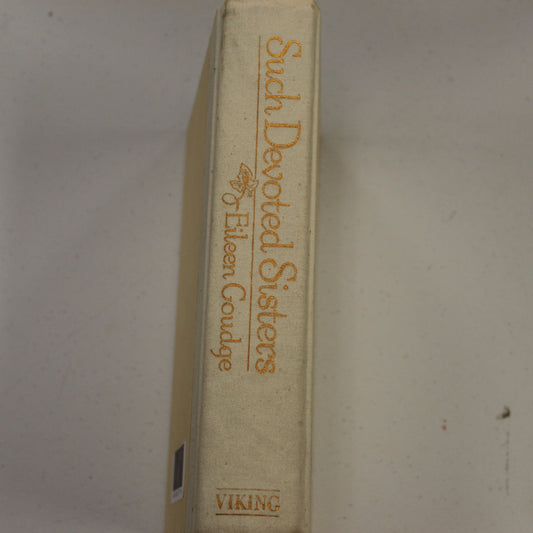 Such Devoted Sisters
Eileen Goudge
VIKING